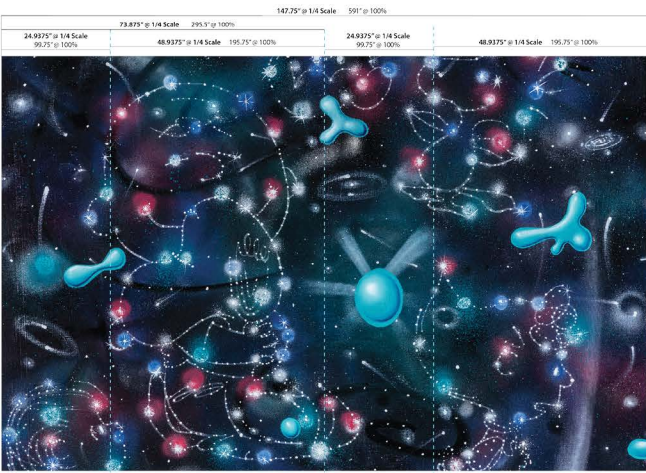 147.75" @ 1/4 Scale 591" @ 100%
73.875" @ 1/4 Scale 295.5" @ 100%
24.9375" @ 1/4 Scale
99.75" @ 100%
48.9375" @ 1/4 Scale 195.75" @ 100%
24.9375" @ 1/4 Scale
99.75" @ 100%
48.9375" @ 1/4 Scale 195.75" @ 100%